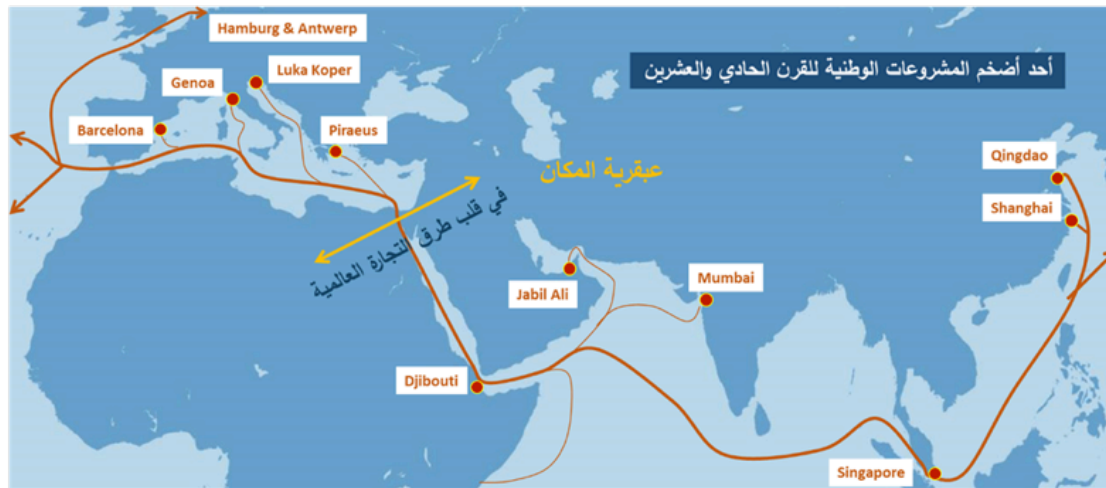 Hamburg & Antwerp
Luka Koper
Genoa
أحد أضخم المشروعات الوطنية للقرن الحادي والعشرين
Barcelona
Piraeus
عبقرية المكان
في قلب طرق التجارة العالمية
Qingdao
Shanghai
Jabil Ali
Mumbai
Djibouti
Singapore